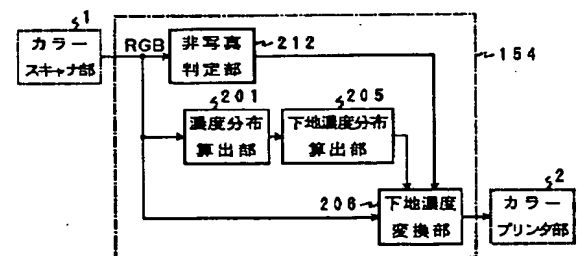 1
カラー
スキャナ部
RGB
非写真
判定部
212
154
201
濃度分布
算出部
205
下地濃度分布
算出部
206
下地濃度
変換部
2
カラー
プリンタ部